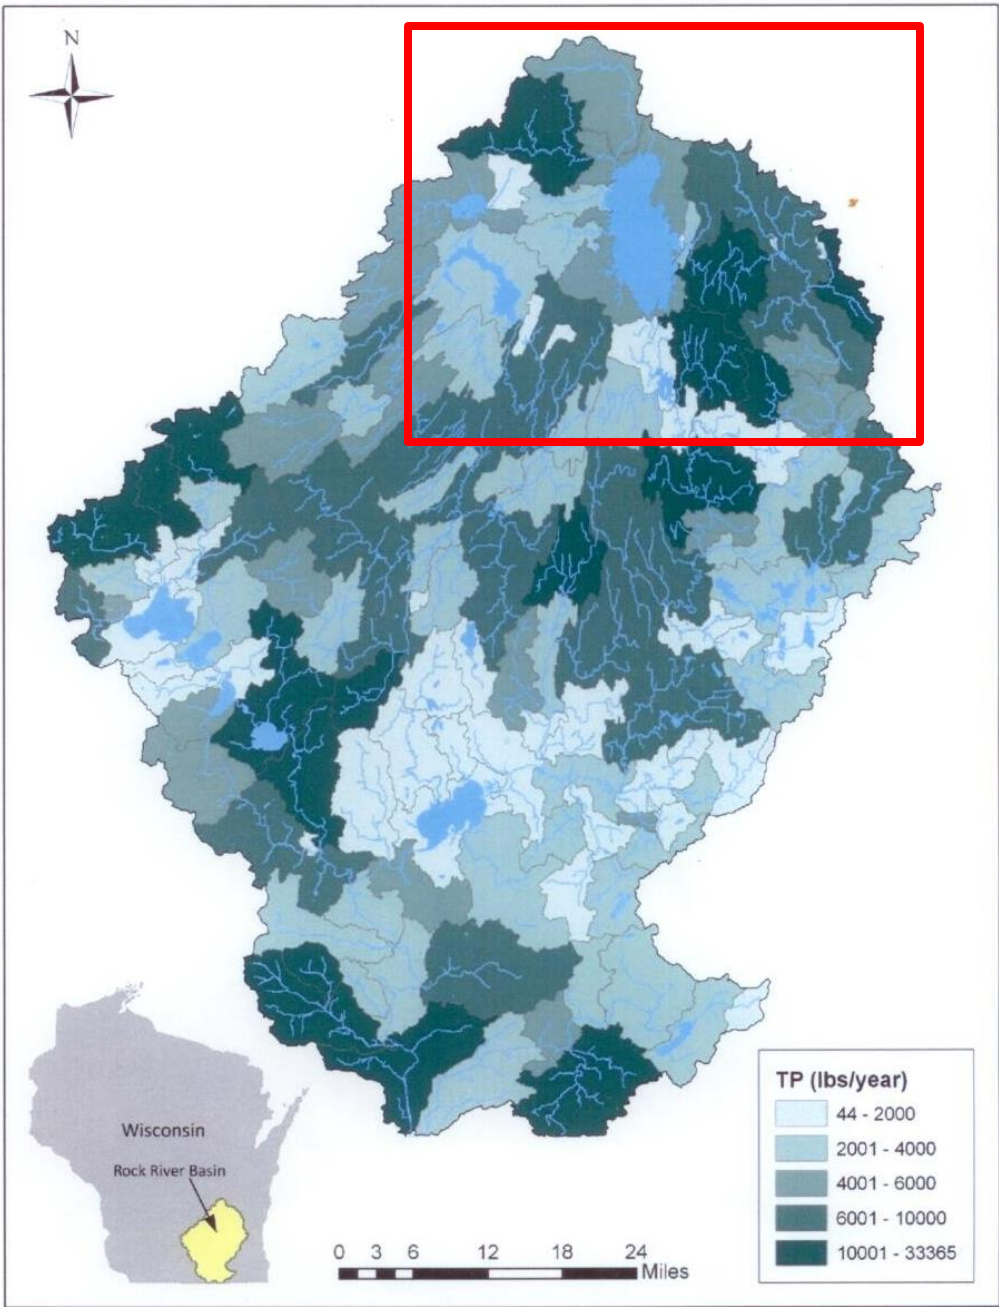 N
Wisconsin
Rock River Basin
0 3 6 12 18 24
Miles
TP (lbs/year)
44 - 2000
2001 - 4000
4001 - 6000
6001 - 10000
10001 - 33365